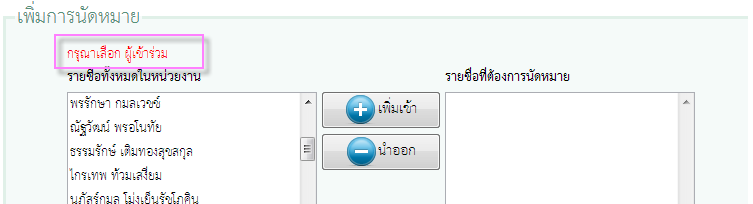 เพิ่มการนัดหมาย
กรุณาเลือก ผู้เข้าร่วม
รายชื่อทั้งหมดในหน่วยงาน
รายชื่อที่ต้องการนัดหมาย
พรรักษา กมลเวชช์
เพิ่มเข้า
ณัฐวัฒน์ พรอโนทัย
ธรรมรักษ์ เติมทองสุขสกุล
นำออก
ไกรเทพ ท้วมเสงี่ยม